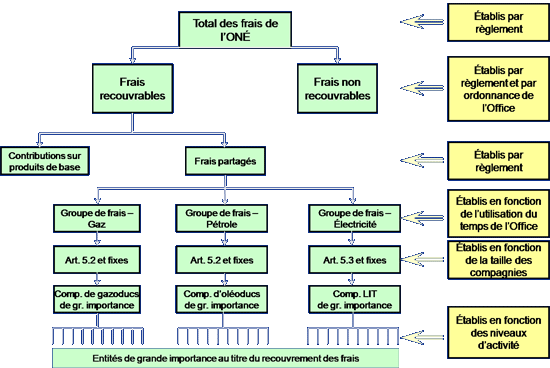 Total des frais de
l'ONÉ
Établis par
règlement
Frais
recouvrables
Frais non
recouvrables
Établis par
règlement et par
ordonnance de
l'Office
Contributions sur
produits de base
Frais partagés
Établis par
règlement
Groupe de frais –
Gaz
Groupe de frais –
Pétrole
Groupe de frais –
Électricité
Établis en fonction
de l'utilisation du
temps de l'Office
Art. 5.2 et fixes
Art. 5.2 et fixes
Art. 5.3 et fixes
Établis en fonction
de la taille des
compagnies
Comp. de gazoducs
de gr. importance
Comp. d'oléoducs
de gr. importance
Comp. LIT
de gr. importance
Établis en fonction
des niveaux
d'activité
Entités de grande importance au titre du recouvrement des frais